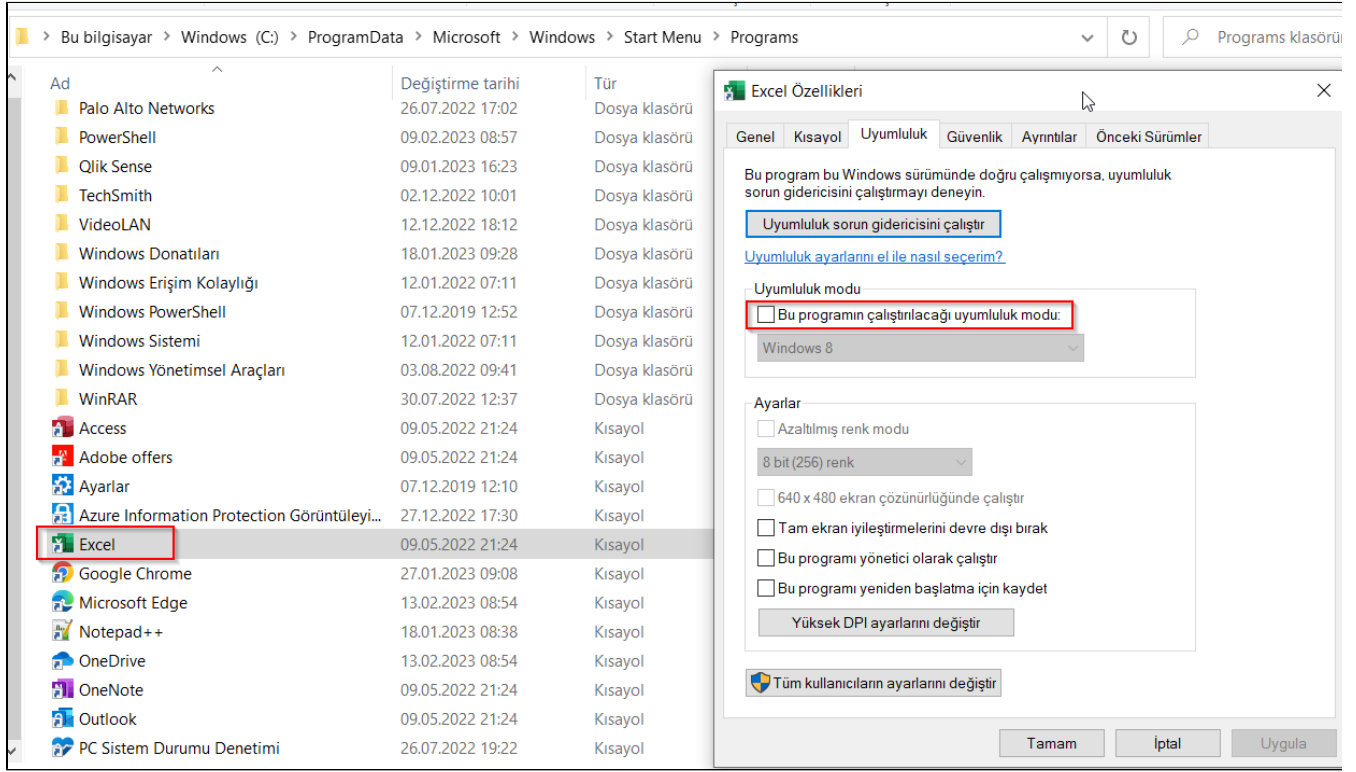 Bu bilgisayar > Windows (C:) > ProgramData > Microsoft > Windows > Start Menu > Programs
Programs klasörü
Ad Değiştirme tarihi Tür
Palo Alto Networks 26.07.2022 17:02 Dosya klasörü
PowerShell 09.02.2023 08:57 Dosya klasörü
Qlik Sense 09.01.2023 16:23 Dosya klasörü
TechSmith 02.12.2022 10:01 Dosya klasörü
VideoLAN 12.12.2022 18:12 Dosya klasörü
Windows Donatıları 18.01.2023 09:28 Dosya klasörü
Windows Erişim Kolaylığı 12.01.2022 07:11 Dosya klasörü
Windows PowerShell 07.12.2019 12:52 Dosya klasörü
Windows Sistemi 12.01.2022 07:11 Dosya klasörü
Windows Yönetimsel Araçları 03.08.2022 09:41 Dosya klasörü
WinRAR 30.07.2022 12:37 Dosya klasörü
Access 09.05.2022 21:24 Kısayol
Adobe offers 09.05.2022 21:24 Kısayol
Ayarlar 07.12.2019 12:10 Kısayol
Azure Information Protection Görüntüleyi... 27.12.2022 17:30 Kısayol
Excel 09.05.2022 21:24 Kısayol
Google Chrome 27.01.2023 09:08 Kısayol
Microsoft Edge 13.02.2023 08:54 Kısayol
Notepad++ 18.01.2023 08:38 Kısayol
OneDrive 13.02.2023 08:54 Kısayol
OneNote 09.05.2022 21:24 Kısayol
Outlook 09.05.2022 21:24 Kısayol
PC Sistem Durumu Denetimi 26.07.2022 19:22 Kısayol
Excel Özellikleri
Genel Kısayol Uyumluluk Güvenlik Ayrıntılar Önceki Sürümler
Bu program bu Windows sürümünde doğru çalışmıyorsa, uyumluluk
sorun gidericisini çalıştırmayı deneyin.
Uyumluluk sorun gidericisini çalıştır
Uyumluluk ayarlarını el ile nasıl seçerim?
Uyumluluk modu
Bu programın çalıştırılacağı uyumluluk modu:
Windows 8
Ayarlar
Azaltılmış renk modu
8 bit (256) renk
640 x 480 ekran çözünürlüğünde çalıştır
Tam ekran iyileştirmelerini devre dışı bırak
Bu programı yönetici olarak çalıştır
Bu programı yeniden başlatma için kaydet
Yüksek DPI ayarlarını değiştir
Tüm kullanıcıların ayarlarını değiştir
Tamam İptal Uygula